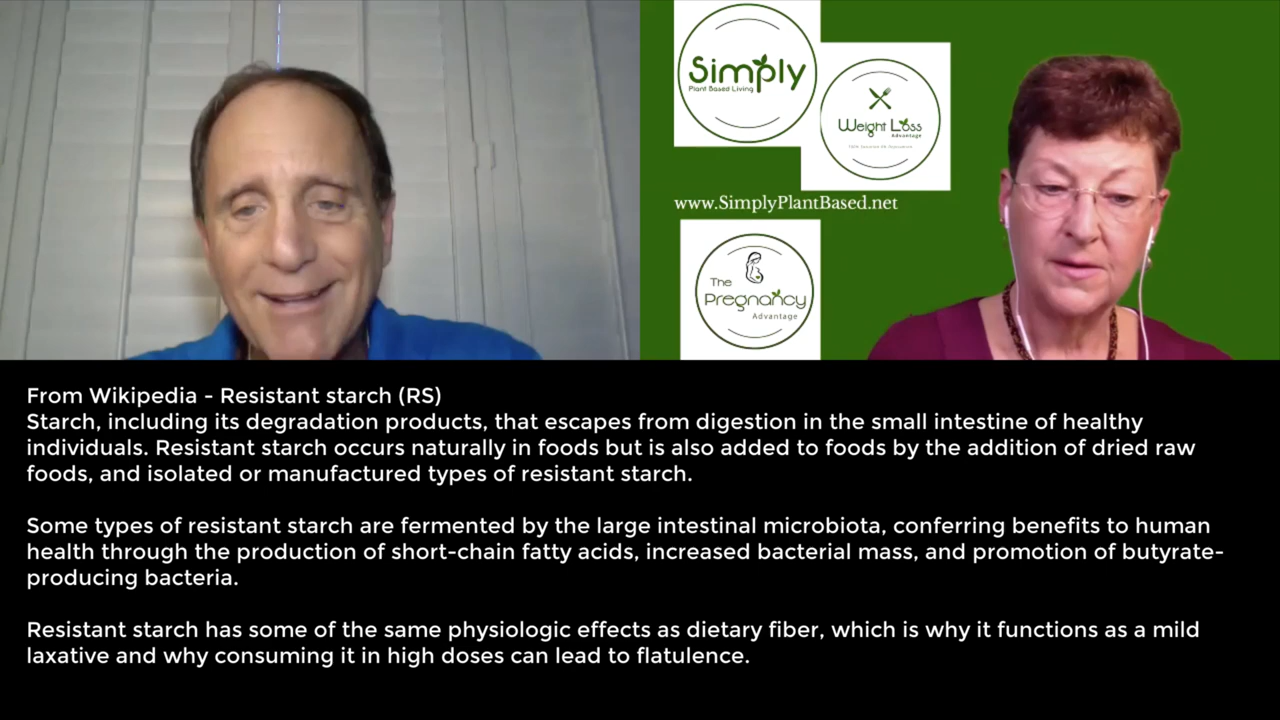 Simply
Plant Based Living
Weight Loss
Advantage
www.SimplyPlantBased.net
The
Pregnancy
Advantage
From Wikipedia - Resistant starch (RS)
Starch, including its degradation products, that escapes from digestion in the small intestine of healthy
individuals. Resistant starch occurs naturally in foods but is also added to foods by the addition of dried raw
foods, and isolated or manufactured types of resistant starch.
Some types of resistant starch are fermented by the large intestinal microbiota, conferring benefits to human
health through the production of short-chain fatty acids, increased bacterial mass, and promotion of butyrate-
producing bacteria.
Resistant starch has some of the same physiologic effects as dietary fiber, which is why it functions as a mild
laxative and why consuming it in high doses can lead to flatulence.